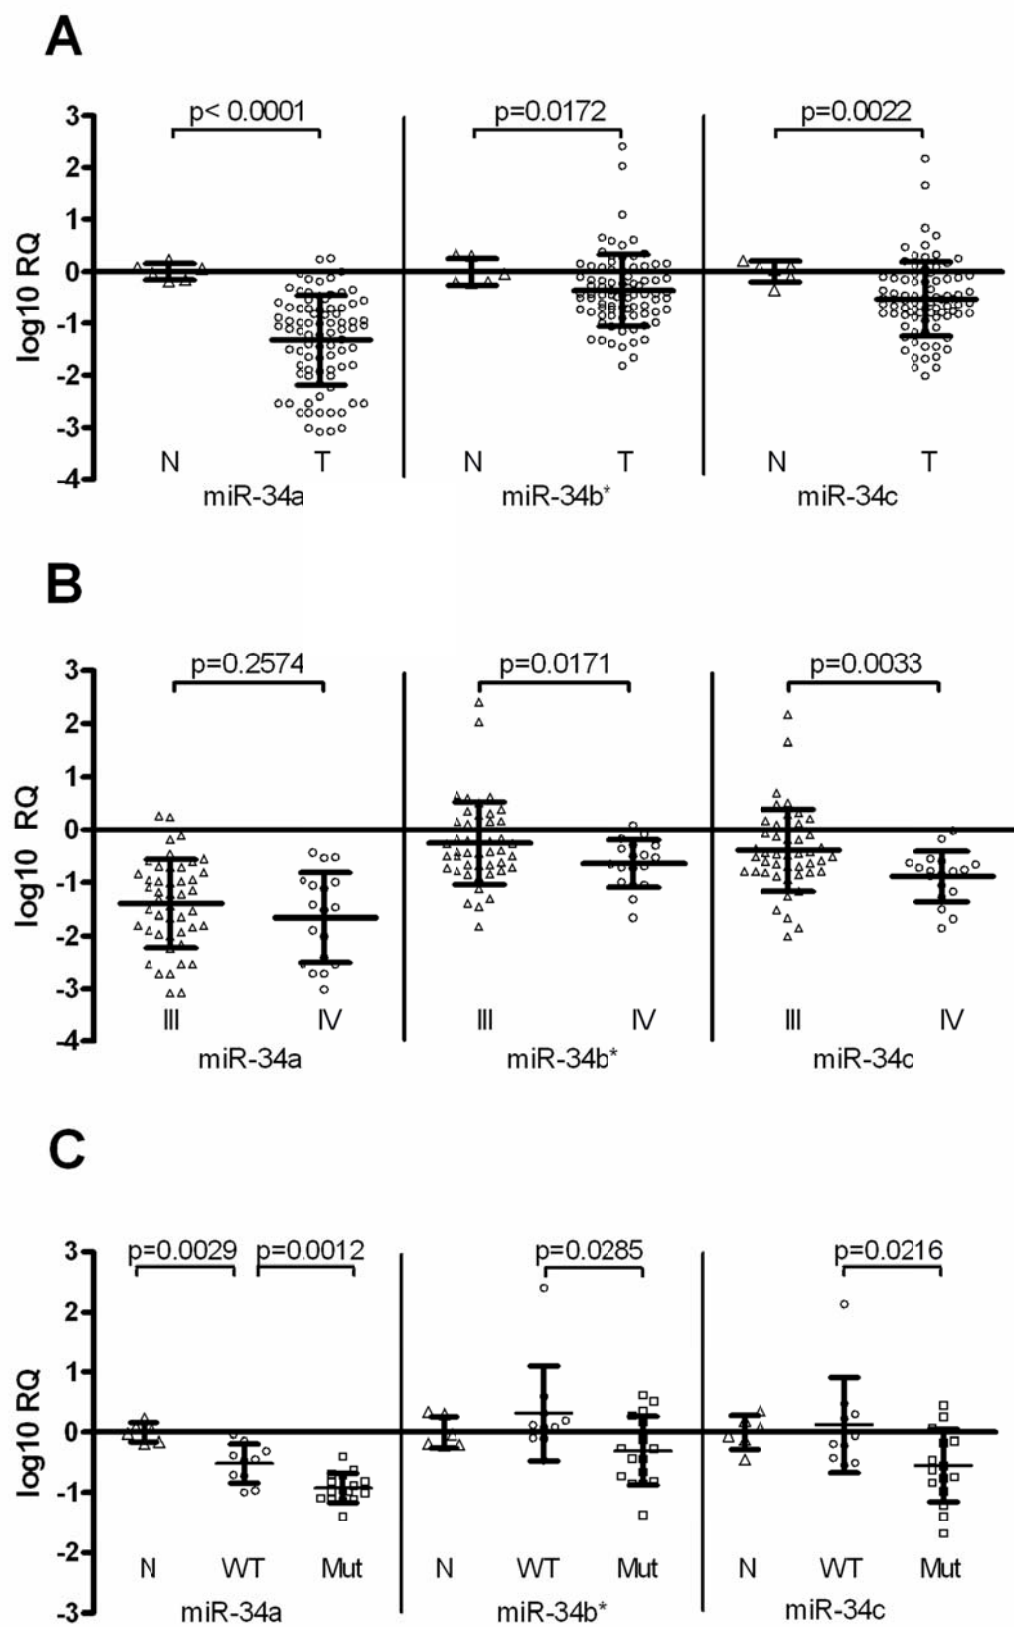 A
p< 0.0001 p=0.0172 p=0.0022
3
2
1
0
-1
-2
-3
-4
log10 RQ
N T N T N T
miR-34a miR-34b* miR-34c
B
p=0.2574 p=0.0171 p=0.0033
3
2
1
0
-1
-2
-3
-4
log10 RQ
III IV III IV III IV
miR-34a miR-34b* miR-34c
C
p=0.0029 p=0.0012 p=0.0285 p=0.0216
3
2
1
0
-1
-2
-3
log10 RQ
N WT Mut N WT Mut N WT Mut
miR-34a miR-34b* miR-34c